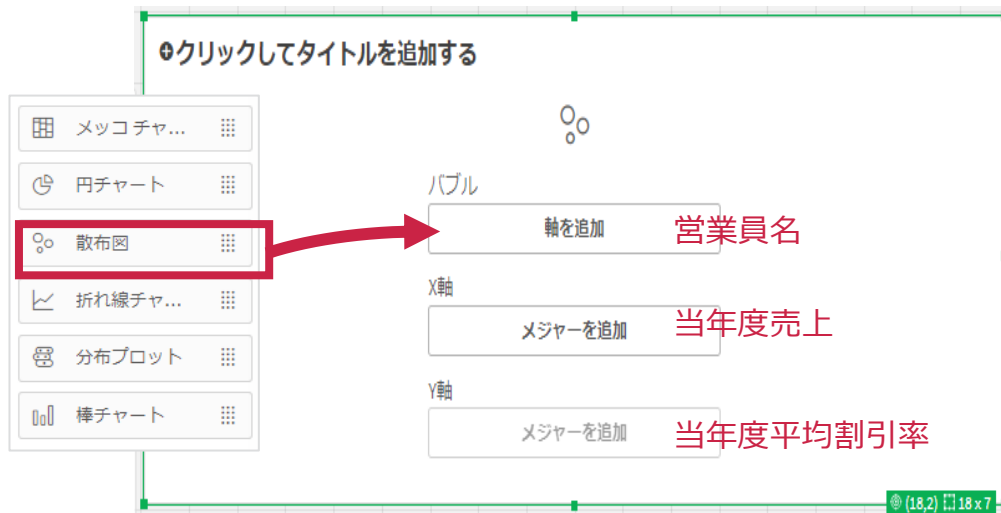 クリックしてタイトルを追加する
メッコ チャ...
円チャート
散布図
折れ線チャ...
分布プロット
棒チャート
バブル
軸を追加 営業員名
X軸
メジャーを追加 当年度売上
Y軸
メジャーを追加 当年度平均割引率
(18,2) 18 x 7